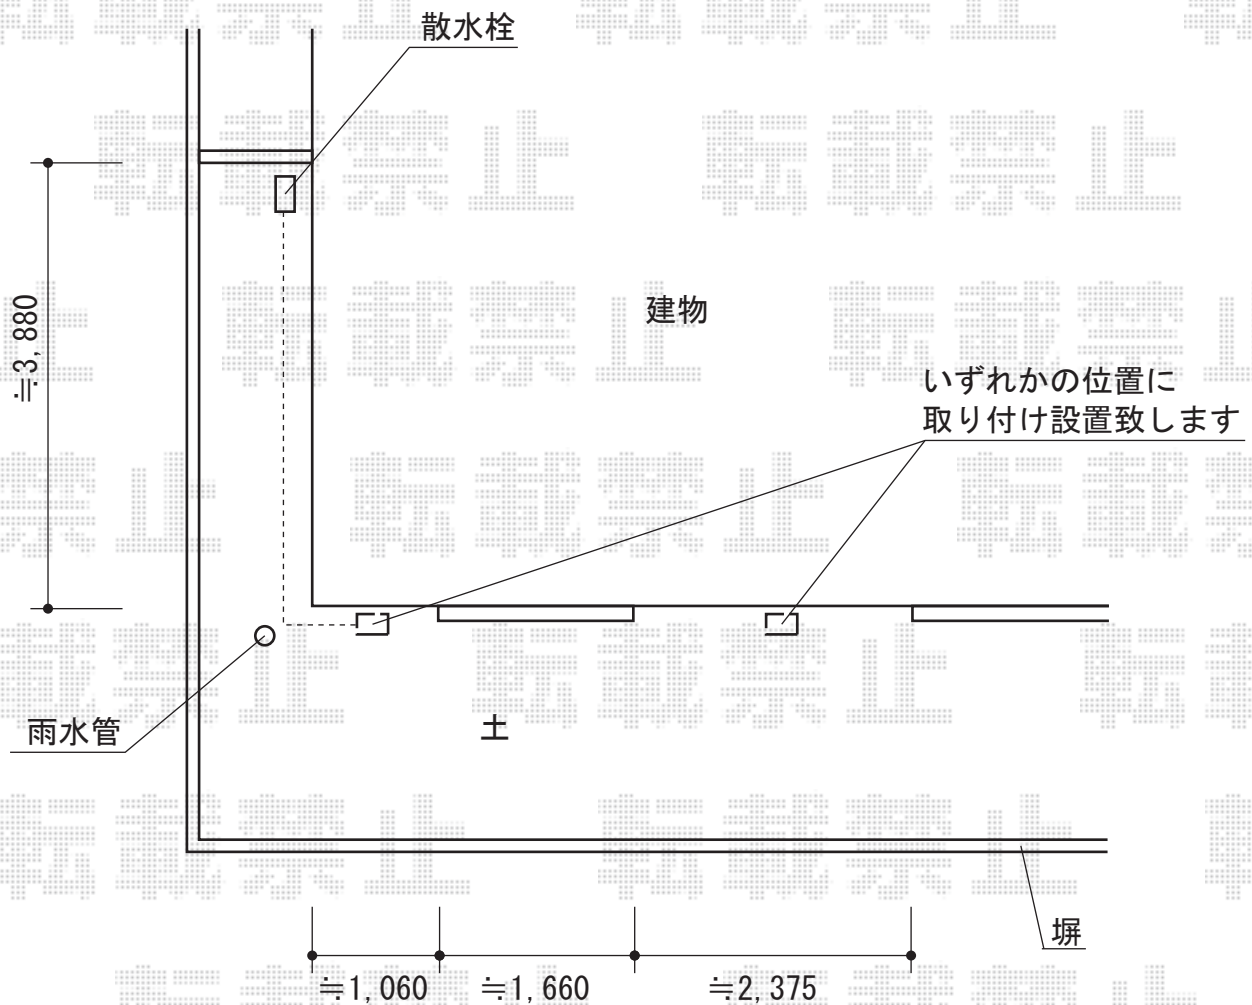 散水栓
≒3,880
建物
いずれかの位置に
取り付け設置致します
雨水管
土
塀
≒1,060
≒1,660
≒2,375
転載禁止